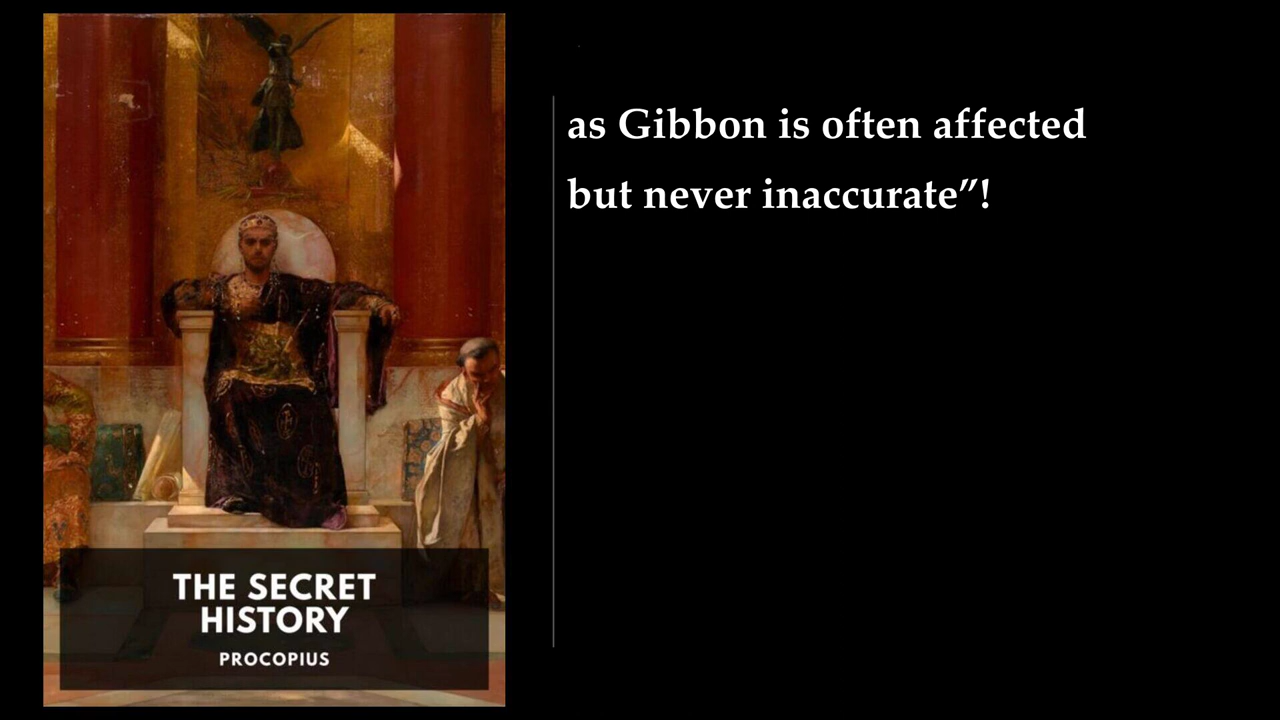 as Gibbon is often affected
but never inaccurate”!
THE SECRET
HISTORY
PROCOPIUS